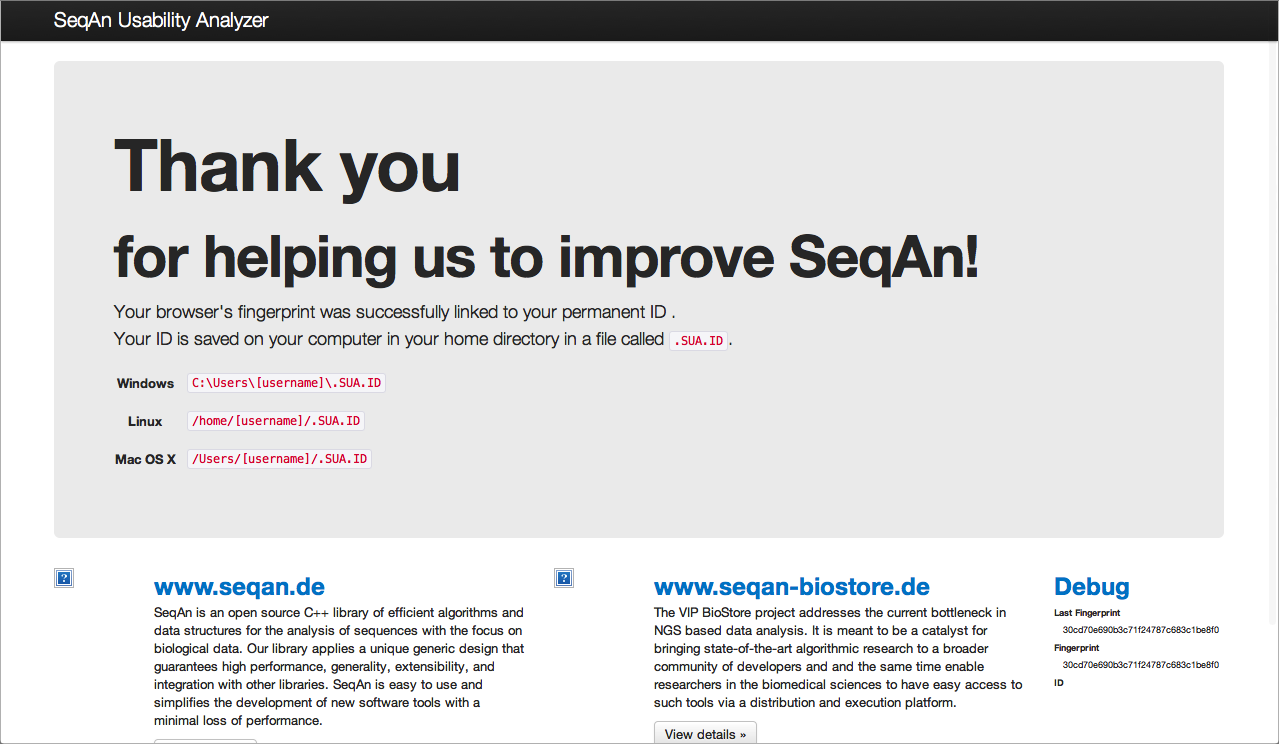 SeqAn Usability Analyzer
Thank you
for helping us to improve SeqAn!
Your browser's fingerprint was successfully linked to your permanent ID .
Your ID is saved on your computer in your home directory in a file called .SUA.ID.
Windows C:\Users\[username]\.SUA.ID
Linux /home/[username]/.SUA.ID
Mac OS X /Users/[username]/.SUA.ID
www.seqan.de
SeqAn is an open source C++ library of efficient algorithms and
data structures for the analysis of sequences with the focus on
biological data. Our library applies a unique generic design that
guarantees high performance, generality, extensibility, and
integration with other libraries. SeqAn is easy to use and
simplifies the development of new software tools with a
minimal loss of performance.
www.seqan-biostore.de
The VIP BioStore project addresses the current bottleneck in
NGS based data analysis. It is meant to be a catalyst for
bringing state-of-the-art algorithmic research to a broader
community of developers and and the same time enable
researchers in the biomedical sciences to have easy access to
such tools via a distribution and execution platform.
View details »
Debug
Last Fingerprint
30cd70e690b3c71f24787c683c1be8f0
Fingerprint
30cd70e690b3c71f24787c683c1be8f0
ID